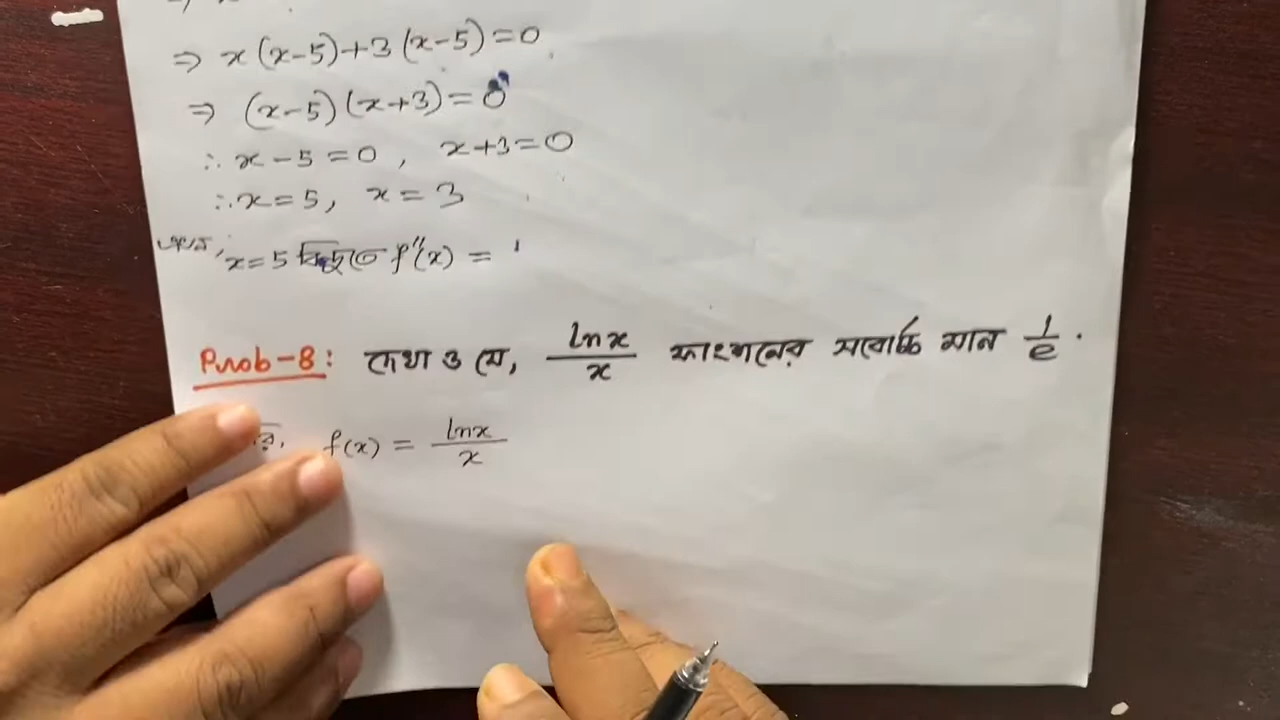 ⇒ x(x-5)+3(x-5)=0
⇒ (x-5)(x+3)=0
∴ x-5=0, x+3=0
∴ x=5, x=3
x=5 বিন্দুতে f''(x) =
Prob-8: দেখাও যে, lnx/x ফাংশনের সর্বোচ্চ মান 1/e.
f(x) = lnx/x